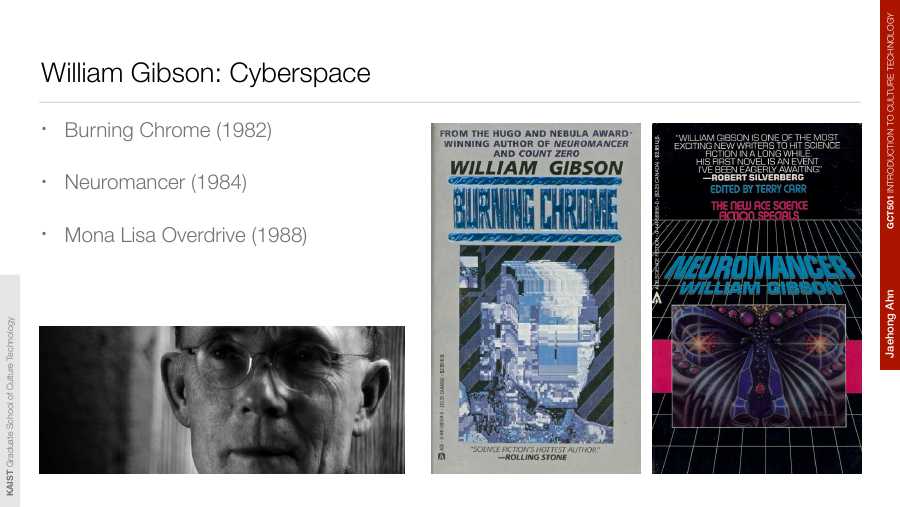 William Gibson: Cyberspace
• Burning Chrome (1982)
• Neuromancer (1984)
• Mona Lisa Overdrive (1988)
FROM THE HUGO AND NEBULA AWARD-
WINNING AUTHOR OF NEUROMANCER
AND COUNT ZERO
WILLIAM GIBSON
BURNING CHROME
"SCIENCE FICTION'S HOTTEST AUTHOR."
—ROLLING STONE
"WILLIAM GIBSON IS ONE OF THE MOST
EXCITING NEW WRITERS TO HIT SCIENCE
FICTION IN A LONG WHILE.
HIS FIRST NOVEL IS AN EVENT
I'VE BEEN EAGERLY AWAITING"
—ROBERT SILVERBERG
EDITED BY TERRY CARR
THE NEW ACE SCIENCE
FICTION SPECIALS
NEUROMANCER
WILLIAM GIBSON
GCT501 INTRODUCTION TO CULTURE TECHNOLOGY
Jaehong Ahn
KAIST Graduate School of Culture Technology